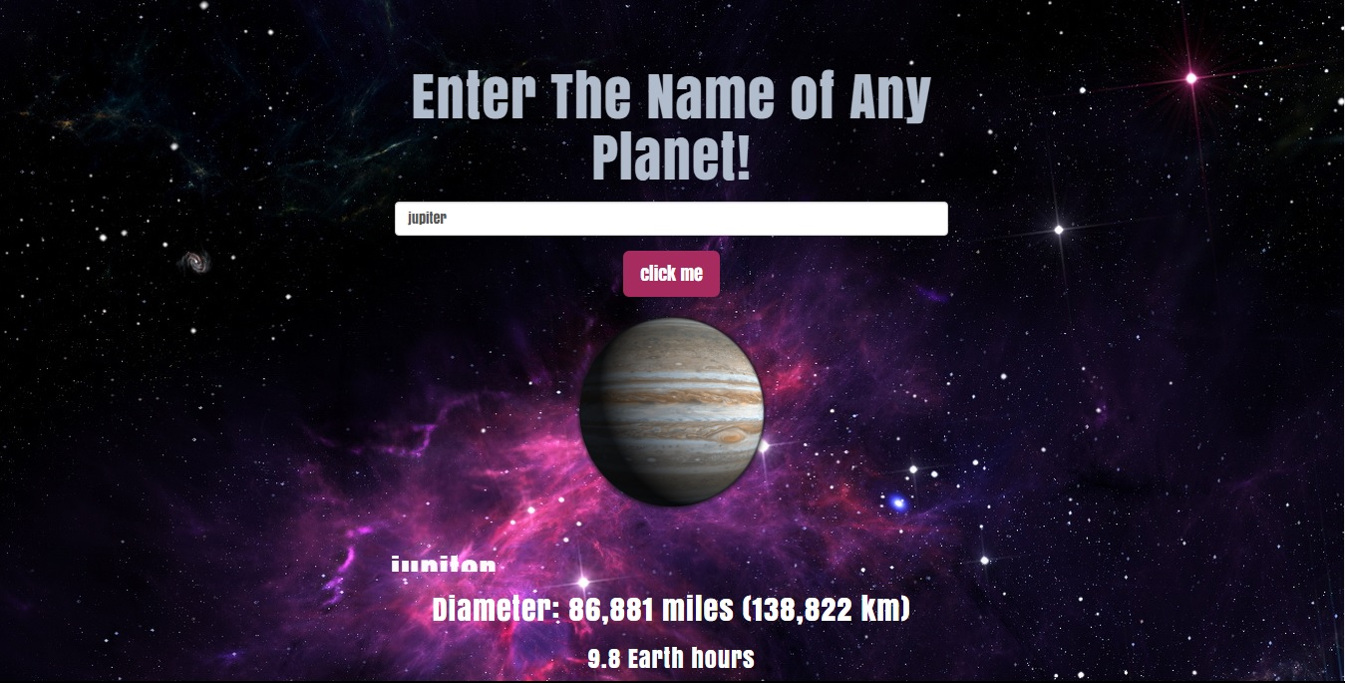 Enter The Name of Any
Planet!
jupiter
click me
Diameter: 86,881 miles (138,822 km)
9.8 Earth hours